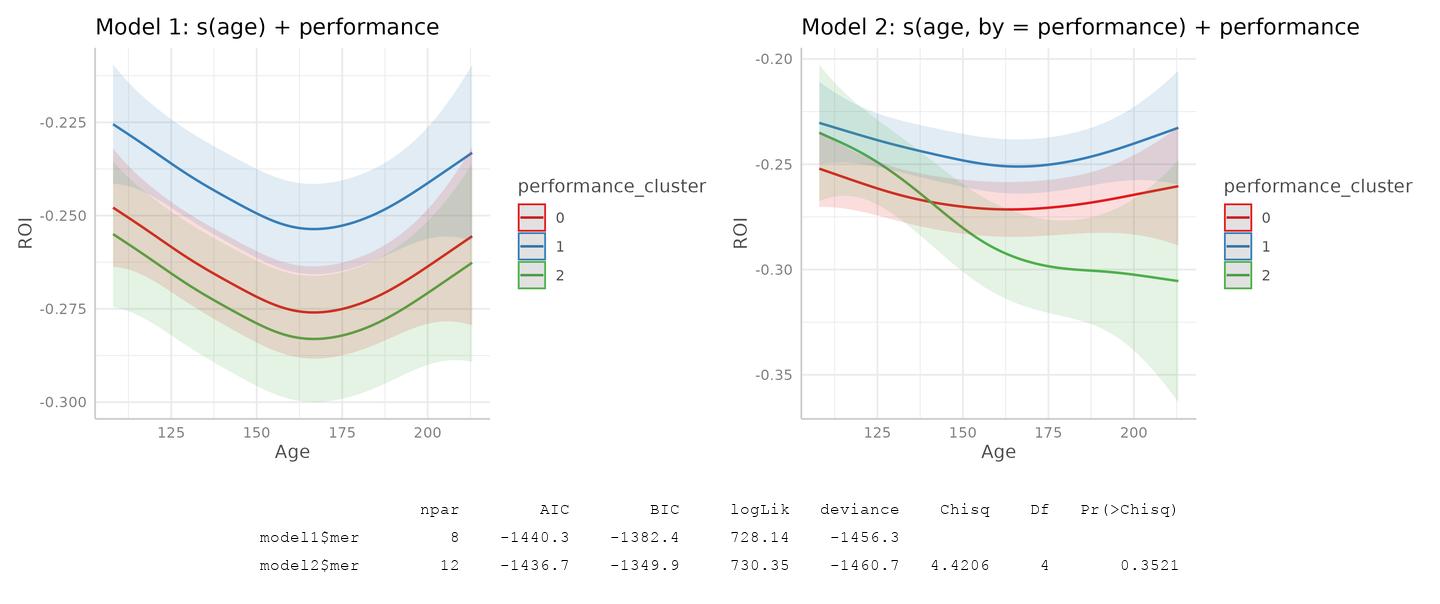 Model 1: s(age) + performance
-0.225
-0.250
-0.275
-0.300
ROI
125 150 175 200
Age
performance_cluster
0
1
2
Model 2: s(age, by = performance) + performance
-0.20
-0.25
-0.30
-0.35
ROI
125 150 175 200
Age
performance_cluster
0
1
2
npar AIC BIC logLik deviance Chisq Df Pr(>Chisq)
model1$mer 8 -1440.3 -1382.4 728.14 -1456.3
model2$mer 12 -1436.7 -1349.9 730.35 -1460.7 4.4206 4 0.3521